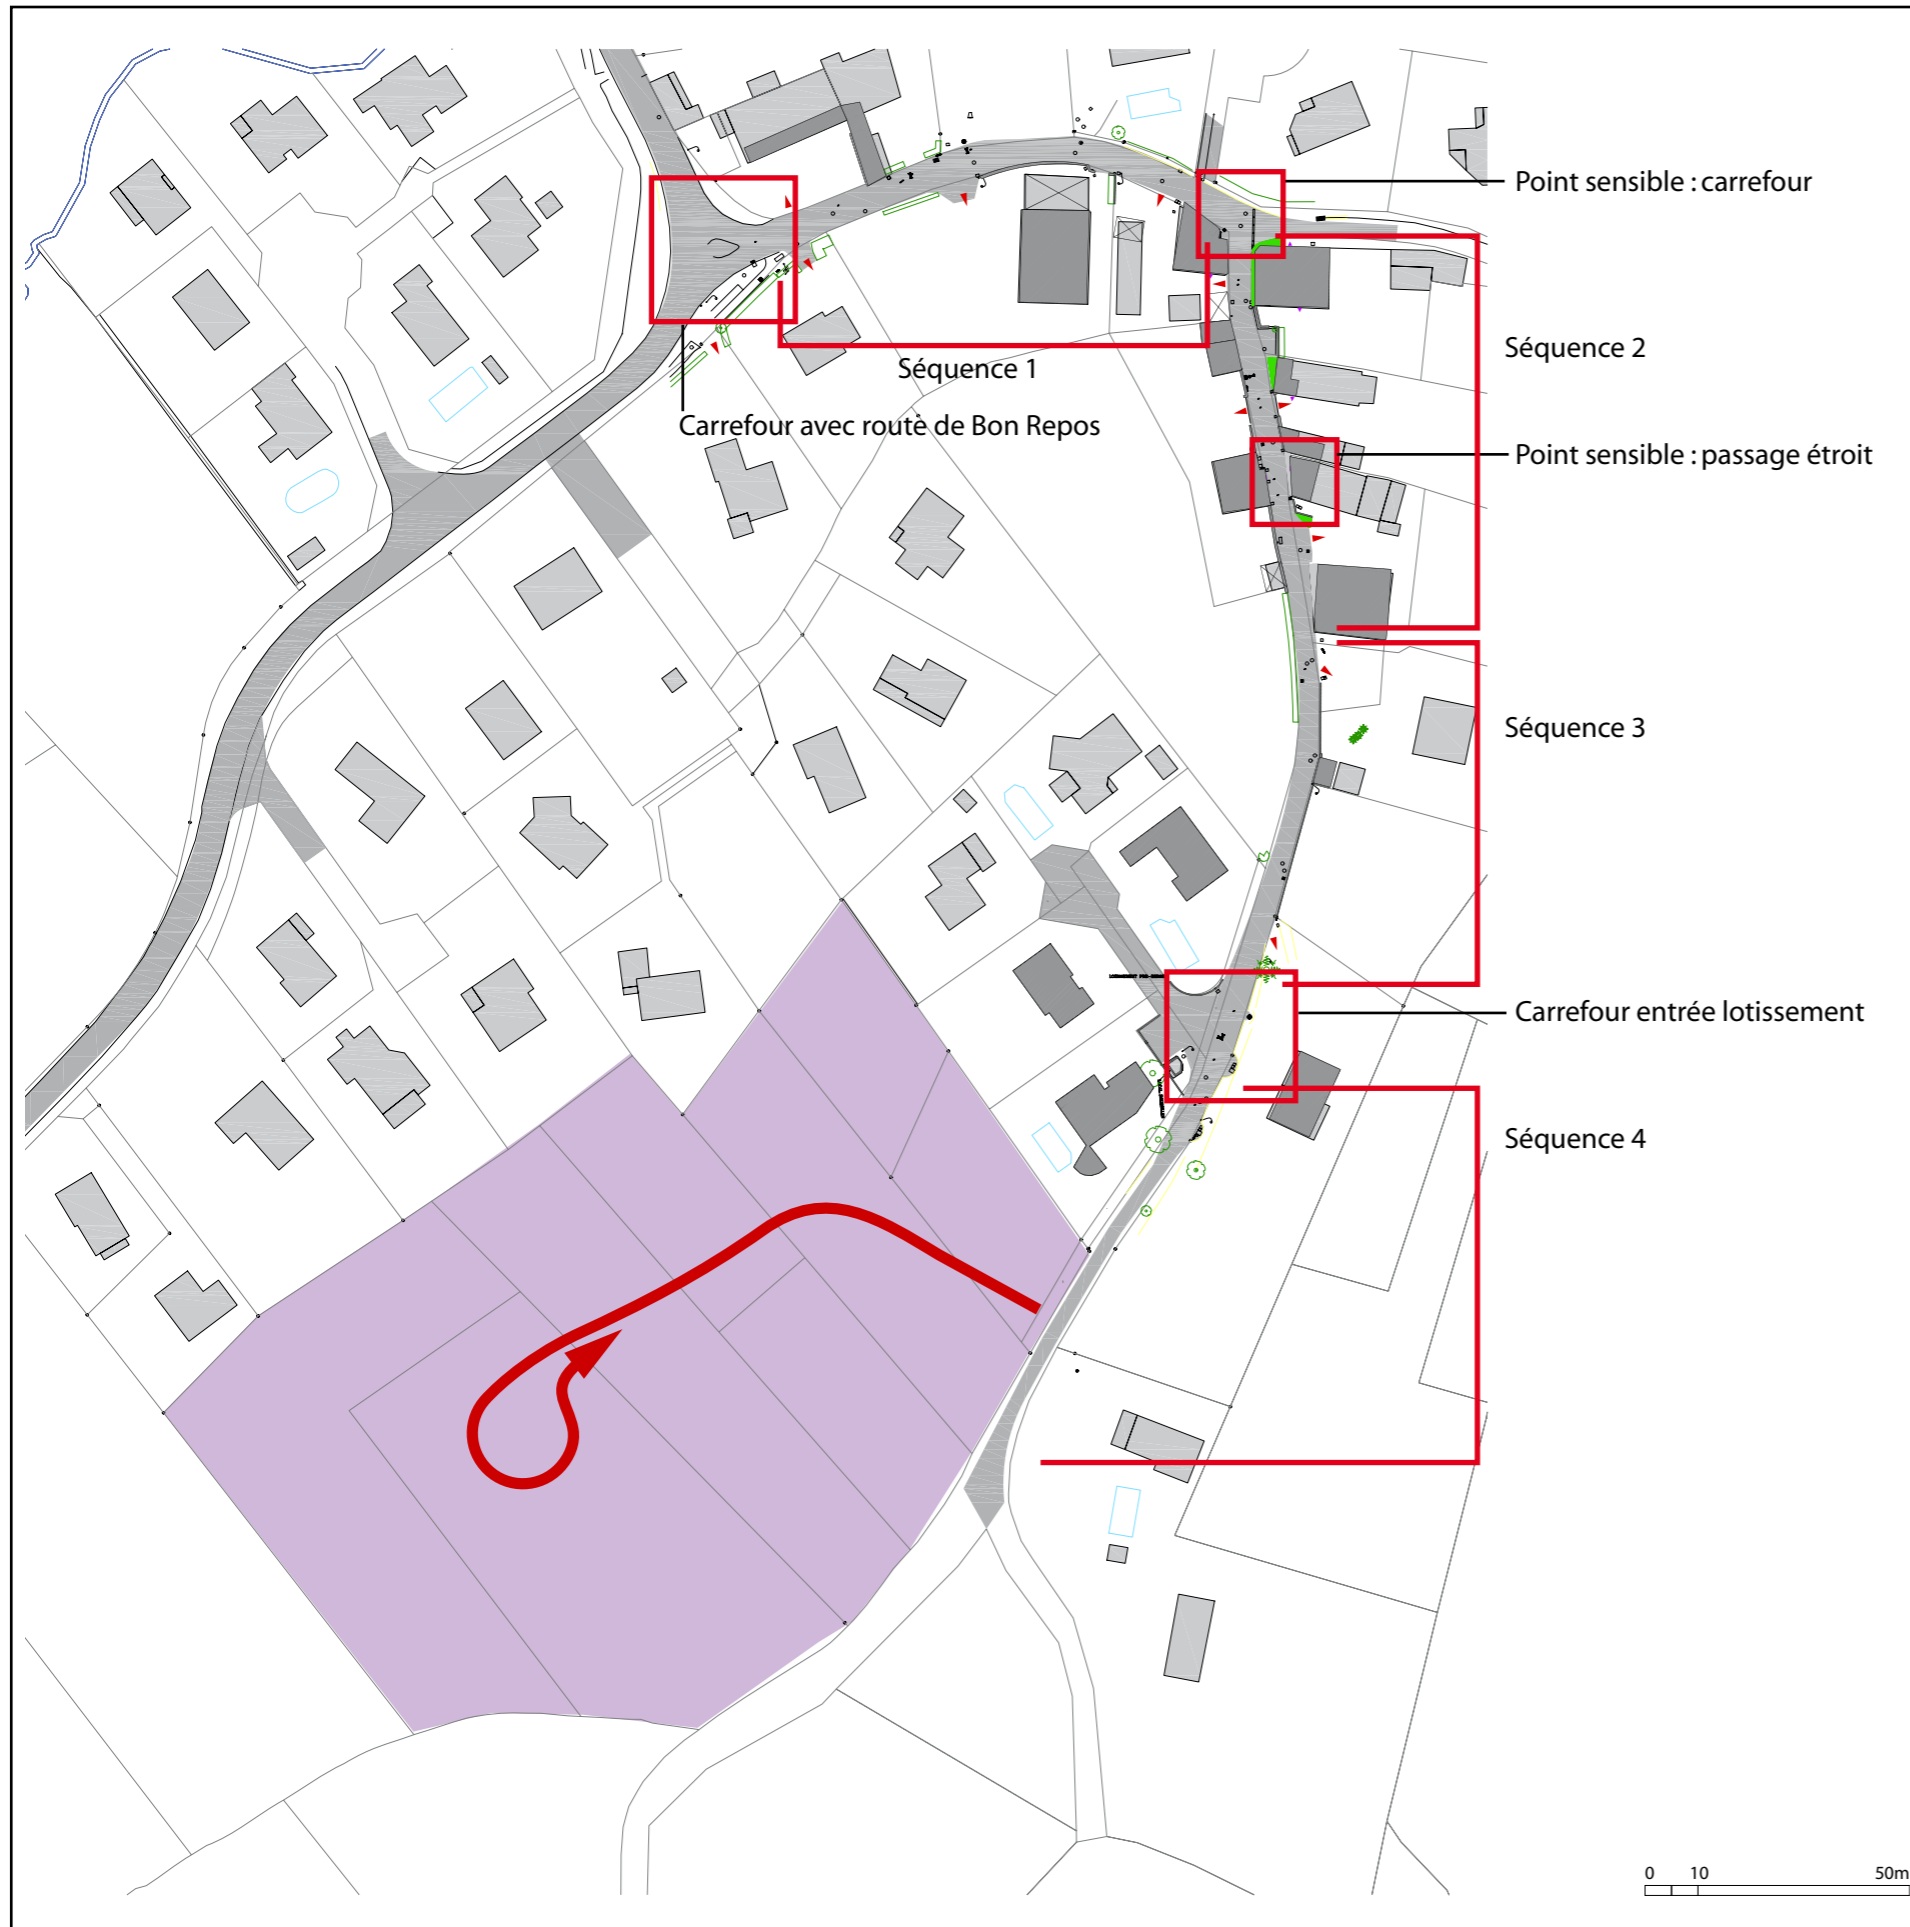 Point sensible : carrefour
Séquence 2
Séquence 1
Carrefour avec route de Bon Repos
Point sensible : passage étroit
Séquence 3
Carrefour entrée lotissement
Séquence 4
0 10 50m